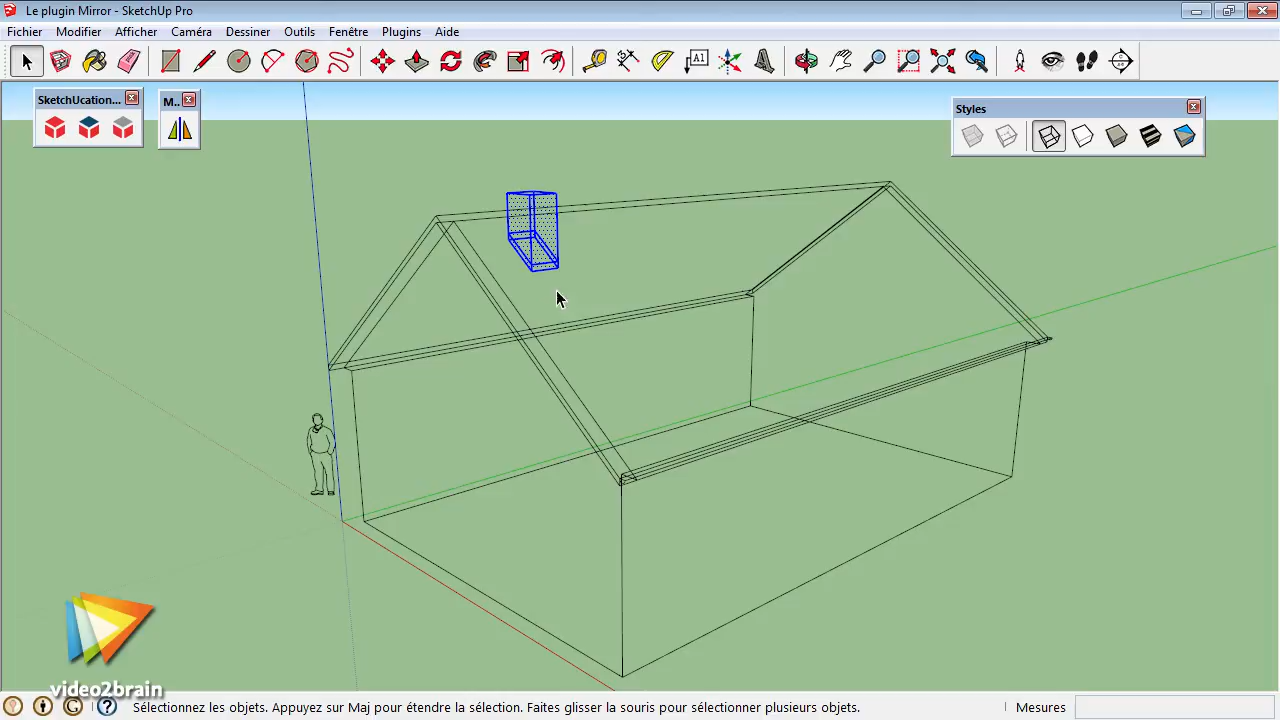 Le plugin Mirror - SketchUp Pro
Fichier Modifier Afficher Caméra Dessiner Outils Fenêtre Plugins Aide
A1
SketchUcation...
M..
Styles
video2brain
Sélectionnez les objets. Appuyez sur Maj pour étendre la sélection. Faites glisser la souris pour sélectionner plusieurs objets.
Mesures